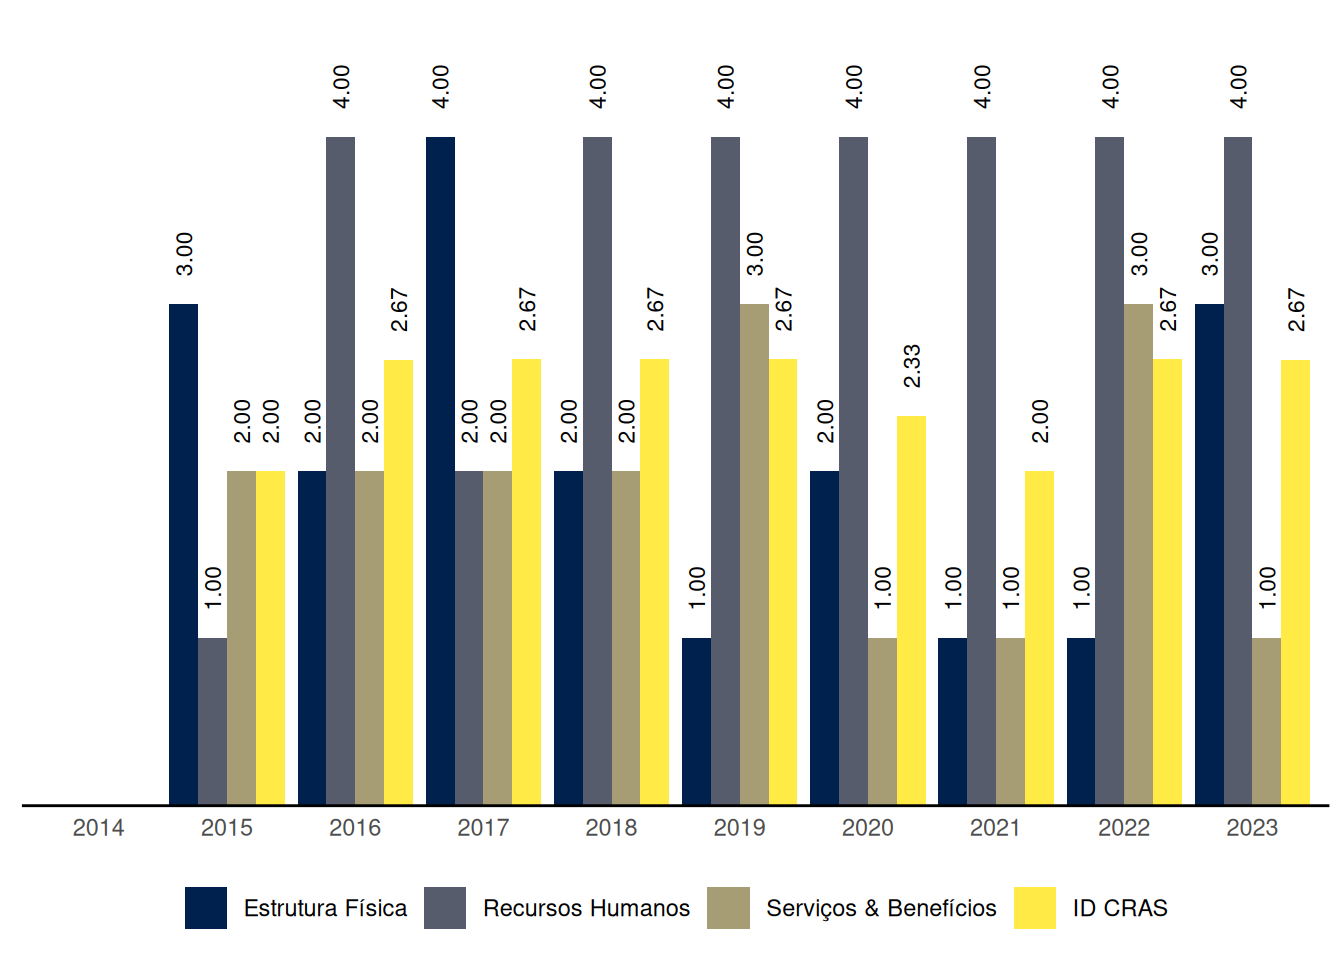 4.00 4.00 4.00 4.00 4.00 4.00 4.00 4.00
3.00 3.00 3.00 3.00
2.67 2.67 2.67 2.67 2.67 2.67
2.33
2.00 2.00 2.00 2.00 2.00 2.00 2.00 2.00 2.00 2.00
1.00 1.00 1.00 1.00 1.00 1.00 1.00
2014 2015 2016 2017 2018 2019 2020 2021 2022 2023
Estrutura Física Recursos Humanos Serviços & Benefícios ID CRAS